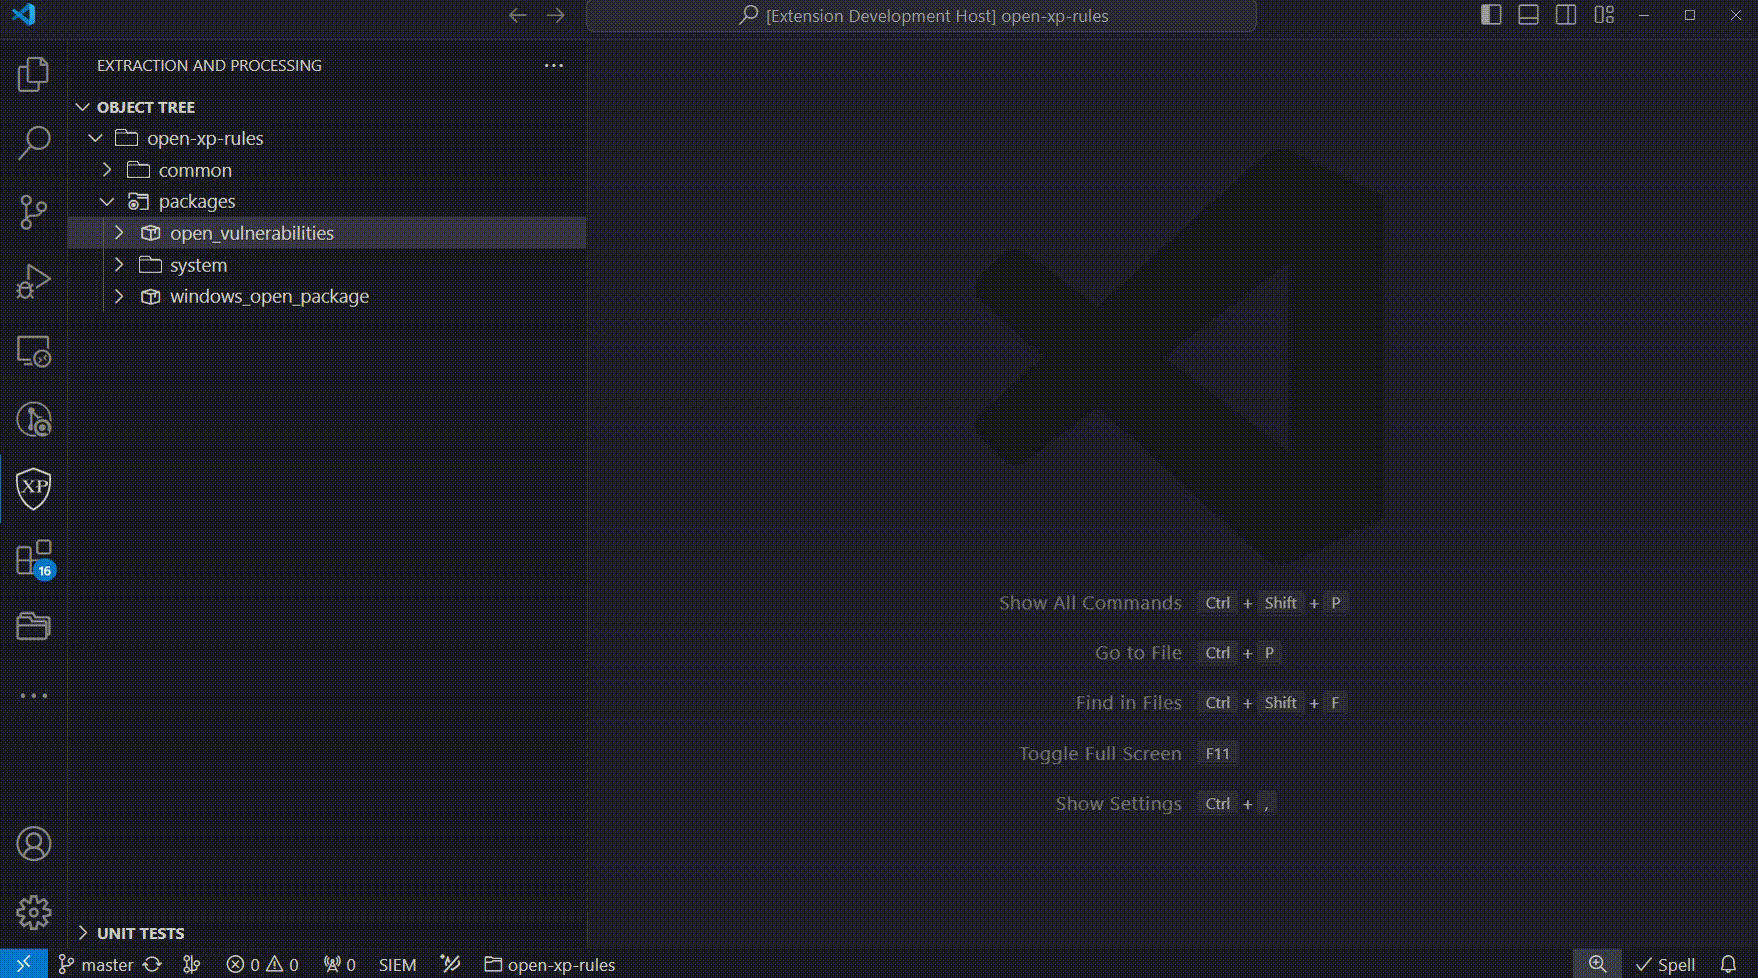 [Extension Development Host] open-xp-rules
EXTRACTION AND PROCESSING
OBJECT TREE
open-xp-rules
common
packages
open_vulnerabilities
system
windows_open_package
XP
16
Show All Commands Ctrl + Shift + P
Go to File Ctrl + P
Find in Files Ctrl + Shift + F
Toggle Full Screen F11
Show Settings Ctrl + ,
UNIT TESTS
master 0 0 0 SIEM open-xp-rules Spell